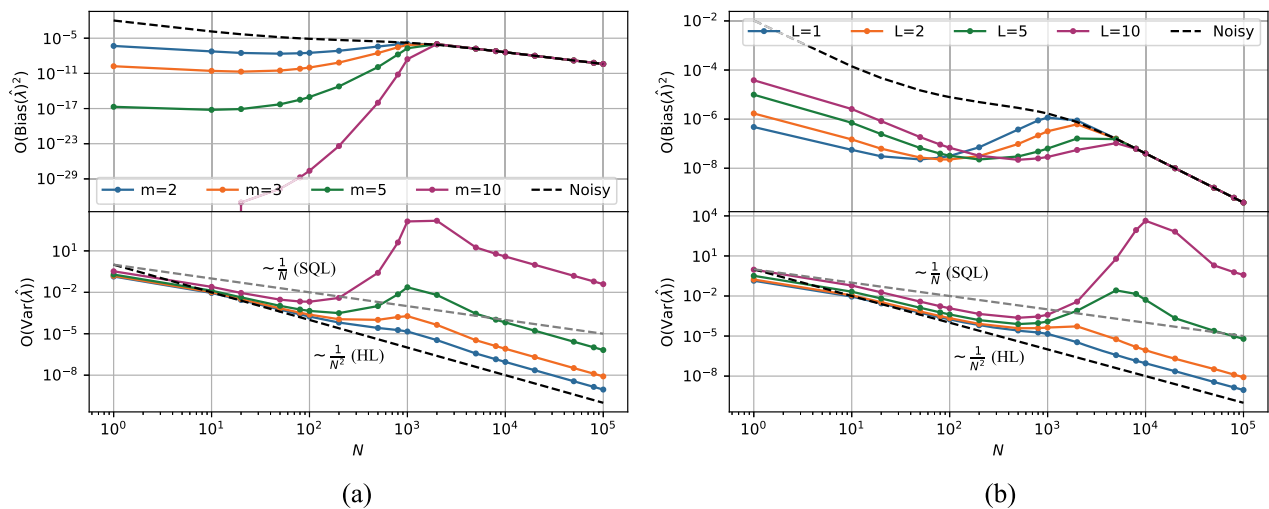 O(Bias(λ̂)²)
10⁻⁵
10⁻¹¹
10⁻¹⁷
10⁻²³
10⁻²⁹
m=2 m=3 m=5 m=10 Noisy
O(Var(λ̂))
10¹
10⁻²
10⁻⁵
10⁻⁸
~ 1/N (SQL)
~ 1/N² (HL)
10⁰ 10¹ 10² 10³ 10⁴ 10⁵
N
(a)
O(Bias(λ̂)²)
10⁻²
10⁻⁴
10⁻⁶
10⁻⁸
L=1 L=2 L=5 L=10 Noisy
O(Var(λ̂))
10⁴
10¹
10⁻²
10⁻⁵
10⁻⁸
~ 1/N (SQL)
~ 1/N² (HL)
10⁰ 10¹ 10² 10³ 10⁴ 10⁵
N
(b)